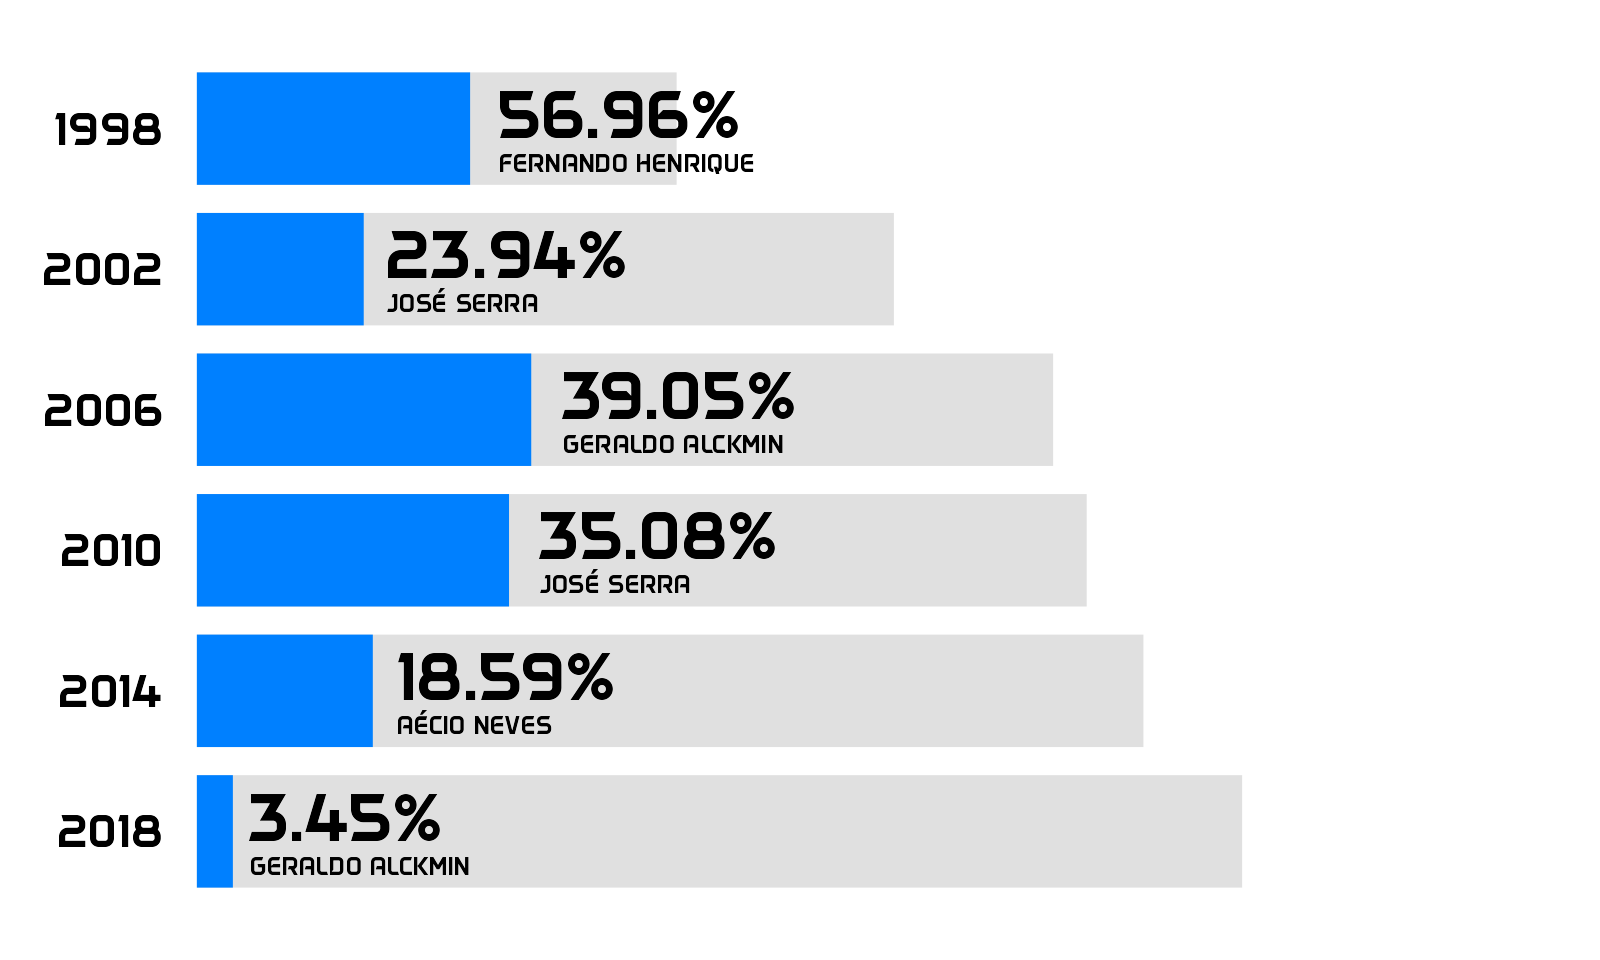 1998
56.96%
FERNANDO HENRIQUE
2002
23.94%
JOSÉ SERRA
2006
39.05%
GERALDO ALCKMIN
2010
35.08%
JOSÉ SERRA
2014
18.59%
AÉCIO NEVES
2018
3.45%
GERALDO ALCKMIN